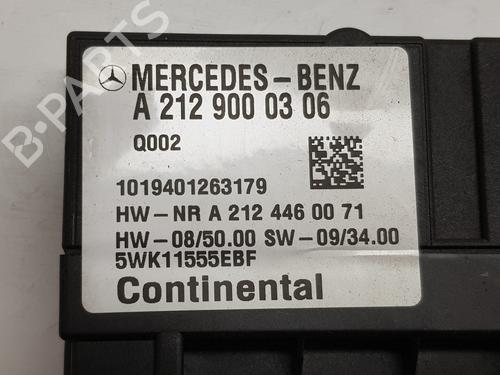 MERCEDES-BENZ
A 212 900 03 06
Q002
1019401263179
HW-NR A 212 446 00 71
HW-08/50.00 SW-09/34.00
5WK11555EBF
Continental
B-PARTS